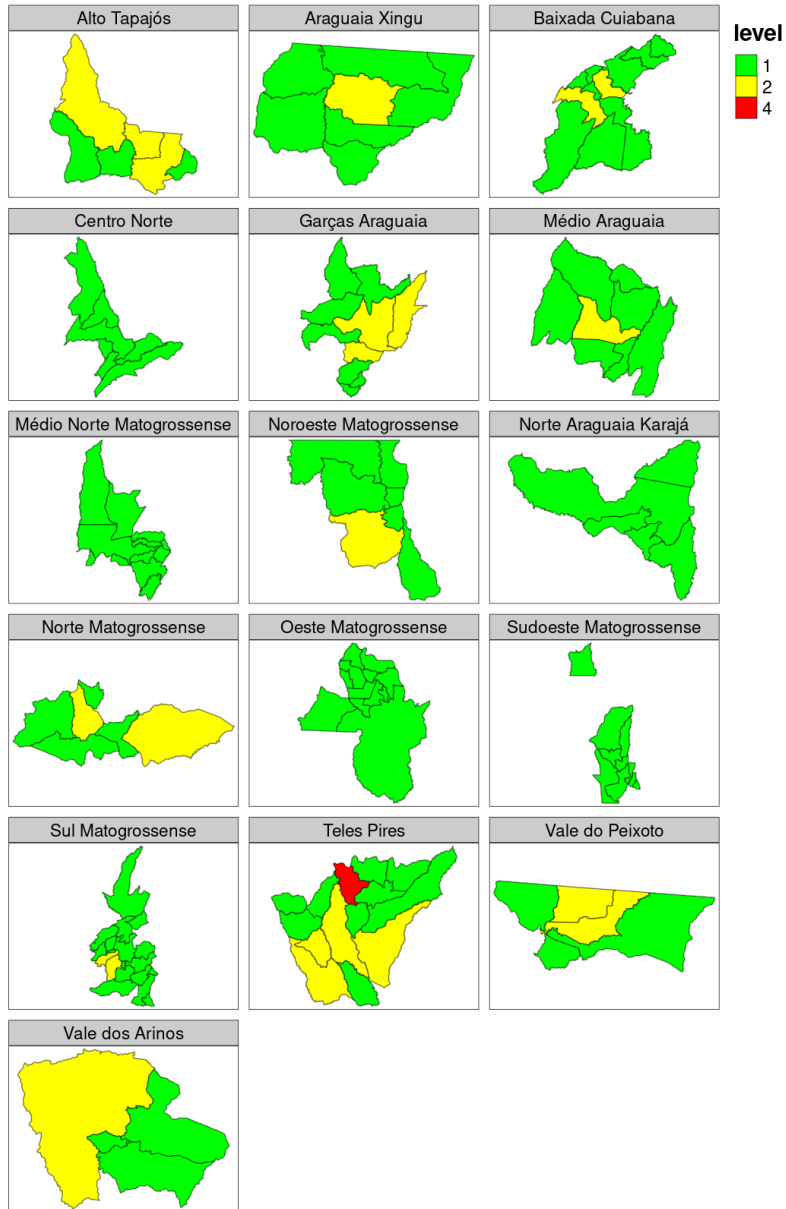 Alto Tapajós
Araguaia Xingu
Baixada Cuiabana
level
1
2
4
Centro Norte
Garças Araguaia
Médio Araguaia
Médio Norte Matogrossense
Noroeste Matogrossense
Norte Araguaia Karajá
Norte Matogrossense
Oeste Matogrossense
Sudoeste Matogrossense
Sul Matogrossense
Teles Pires
Vale do Peixoto
Vale dos Arinos